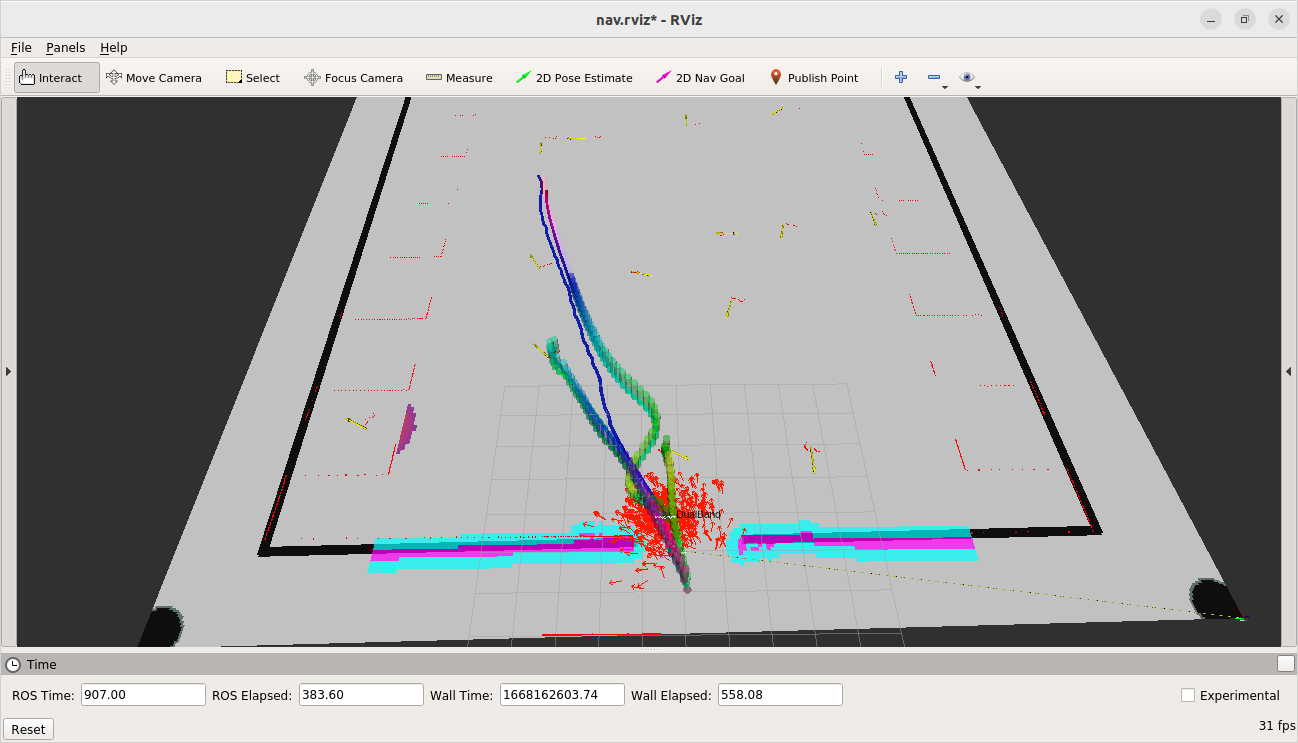 nav.rviz* - RViz
File Panels Help
Interact Move Camera Select Focus Camera Measure 2D Pose Estimate 2D Nav Goal Publish Point
Time
ROS Time: 907.00 ROS Elapsed: 383.60 Wall Time: 1668162603.74 Wall Elapsed: 558.08 Experimental
Reset 31 fps